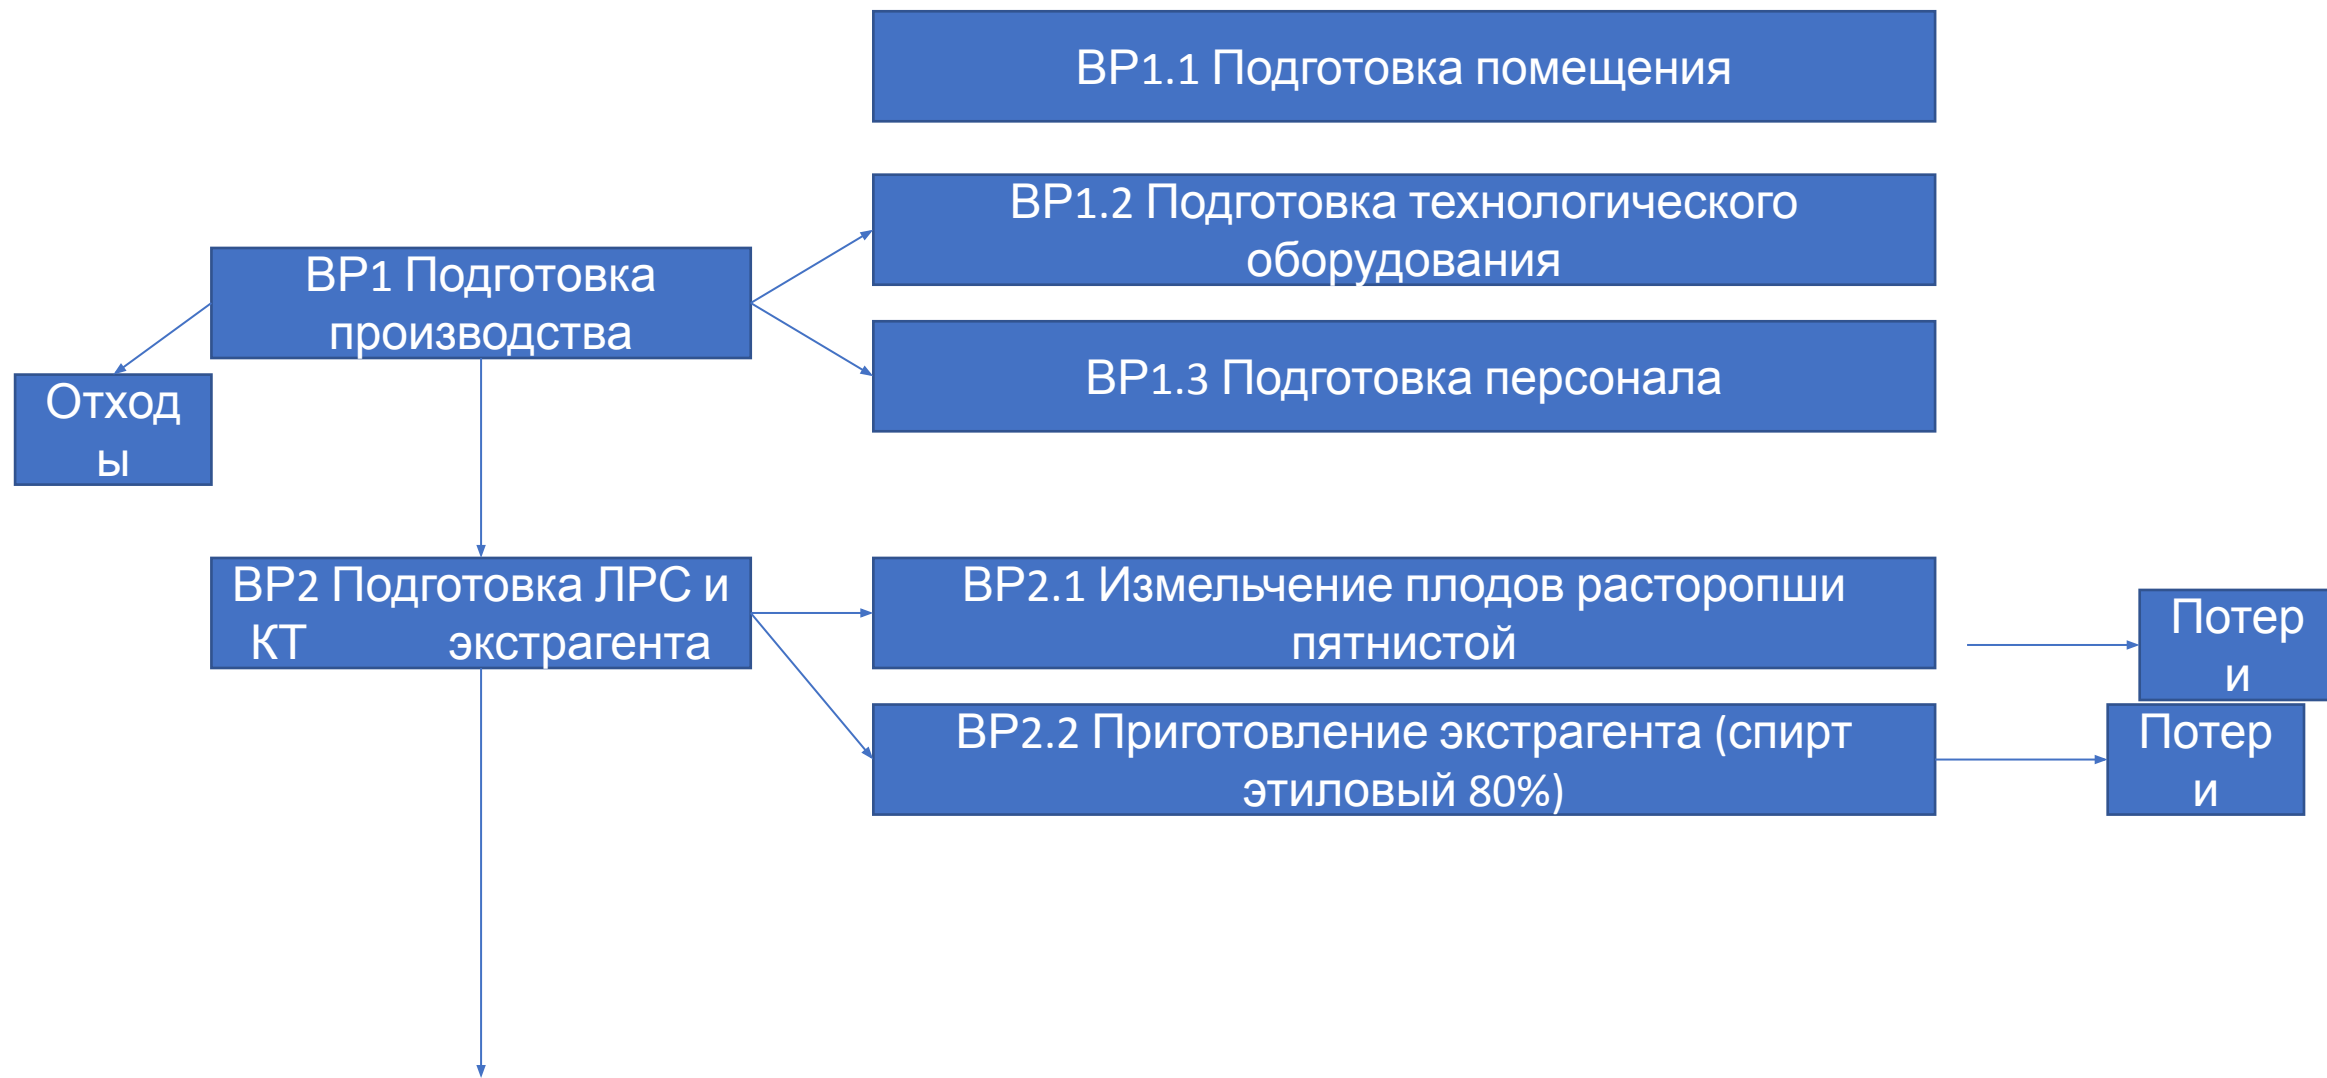 ВР1.1 Подготовка помещения
ВР1.2 Подготовка технологического
оборудования
ВР1 Подготовка
производства
ВР1.3 Подготовка персонала
Отход
ы
ВР2 Подготовка ЛРС и
КТ экстрагента
ВР2.1 Измельчение плодов расторопши
пятнистой
Потер
и
ВР2.2 Приготовление экстрагента (спирт
этиловый 80%)
Потер
и